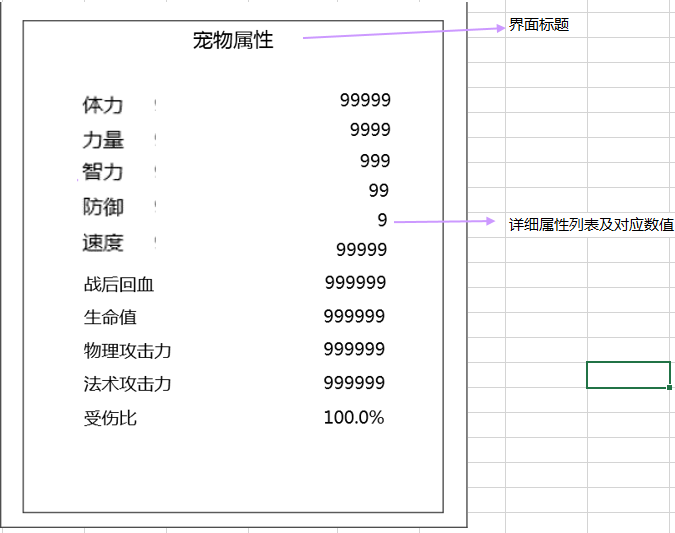 宠物属性
界面标题
体力 99999
力量 9999
智力 999
防御 99
9
详细属性列表及对应数值
速度 99999
战后回血 999999
生命值 999999
物理攻击力 999999
法术攻击力 999999
受伤比 100.0%